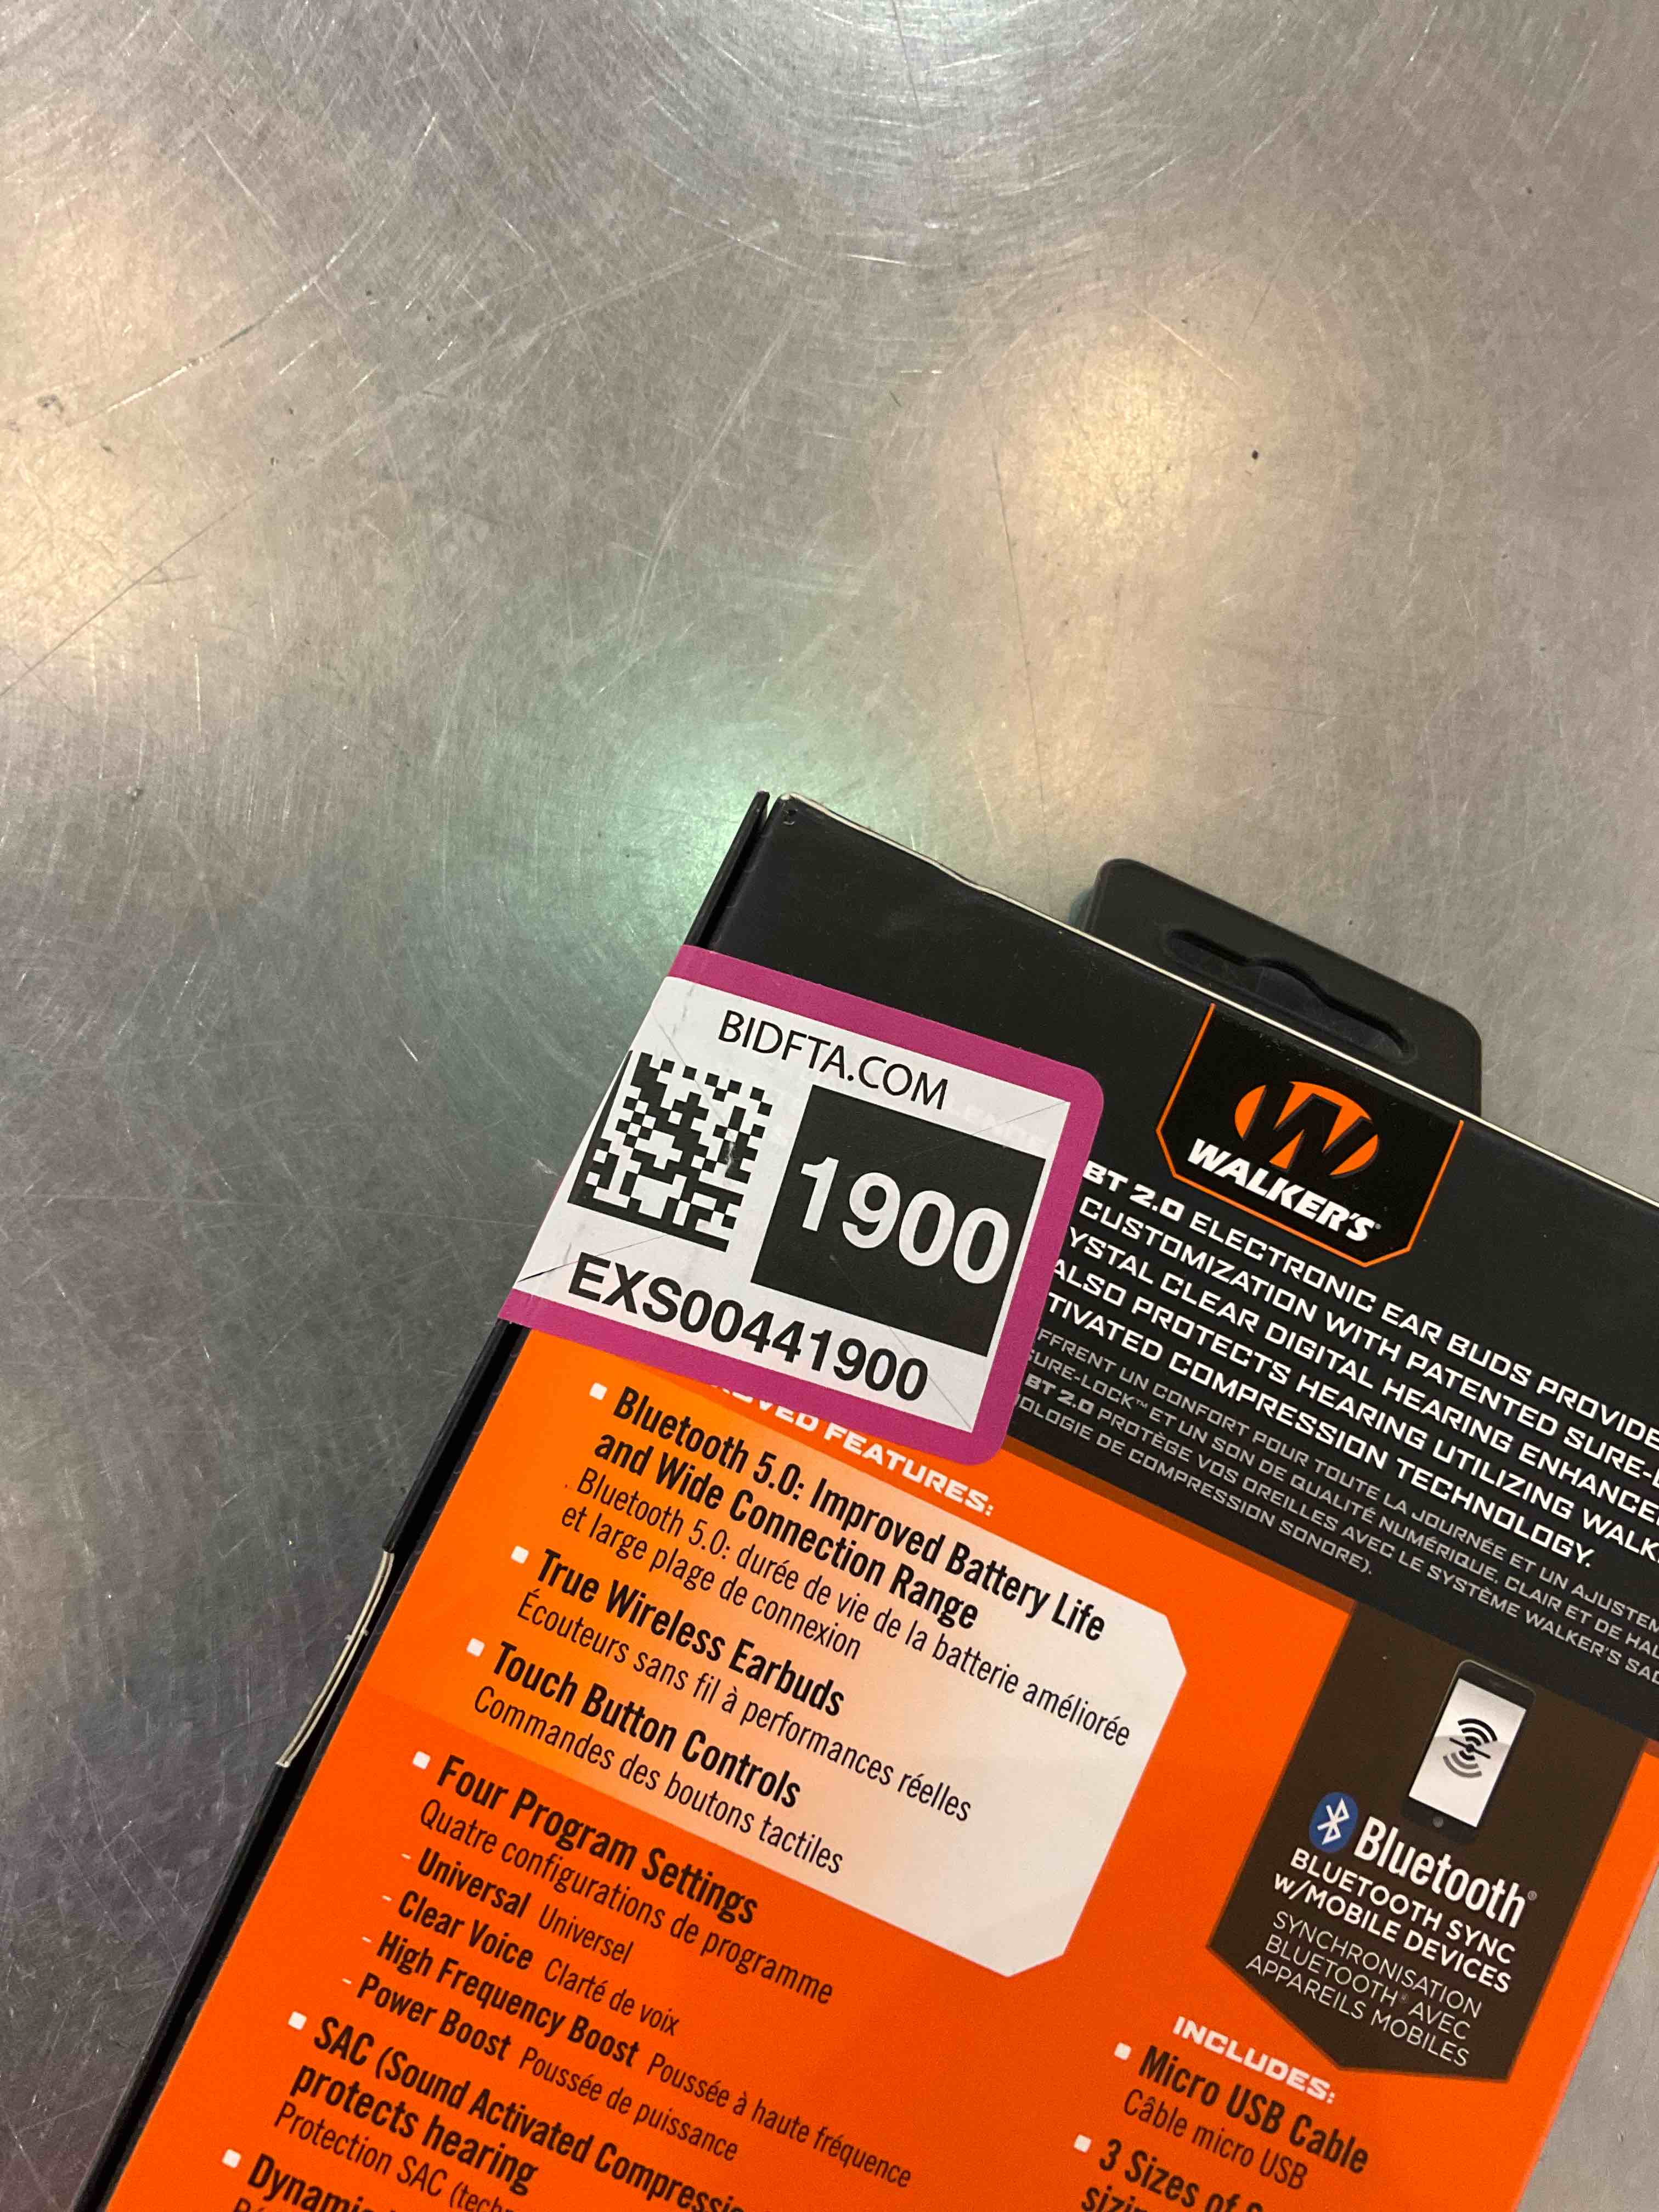 BIDFTA.COM
1900
EXS00441900
WALKER'S®
BT 2.0 ELECTRONIC EAR BUDS PROVIDE
CUSTOMIZATION WITH PATENTED SURE-
YSTAL CLEAR DIGITAL HEARING ENHANCE
ALSO PROTECTS HEARING UTILIZING WALK
TIVATED COMPRESSION TECHNOLOGY.
FFRENT UN CONFORT POUR TOUTE LA JOURNÉE ET UN AJUSTEM
SURE-LOCK™ ET UN SON DE QUALITÉ NUMÉRIQUE, CLAIR ET DE HAU
BT 2.0 PROTÈGE VOS OREILLES AVEC LE SYSTÈME WALKER'S SA
OLOGIE DE COMPRESSION SONORE).
OVED FEATURES:
▪ Bluetooth 5.0: Improved Battery Life
and Wide Connection Range
Bluetooth 5.0: durée de vie de la batterie améliorée
et large plage de connexion
▪ True Wireless Earbuds
Écouteurs sans fil à performances réelles
▪ Touch Button Controls
Commandes des boutons tactiles
▪ Four Program Settings
Quatre configurations de programme
- Universal Universel
- Clear Voice Clarté de voix
- High Frequency Boost Poussée à haute fréquence
- Power Boost Poussée de puissance
▪ SAC (Sound Activated Compressi
protects hearing
Protection SAC (tech
▪ Dynamic
Bluetooth®
BLUETOOTH SYNC
W/MOBILE DEVICES
SYNCHRONISATION
BLUETOOTH® AVEC
APPAREILS MOBILES
INCLUDES:
▪ Micro USB Cable
Câble micro USB
▪ 3 Sizes of